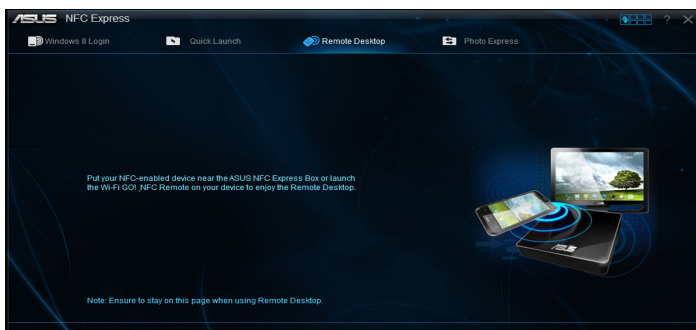 ASUS NFC Express
?
Windows 8 Login
Quick Launch
Remote Desktop
Photo Express
Put your NFC-enabled device near the ASUS NFC Express Box or launch
the Wi-Fi GO! ,NFC Remote on your device to enjoy the Remote Desktop.
ASUS
Note: Ensure to stay on this page when using Remote Desktop.